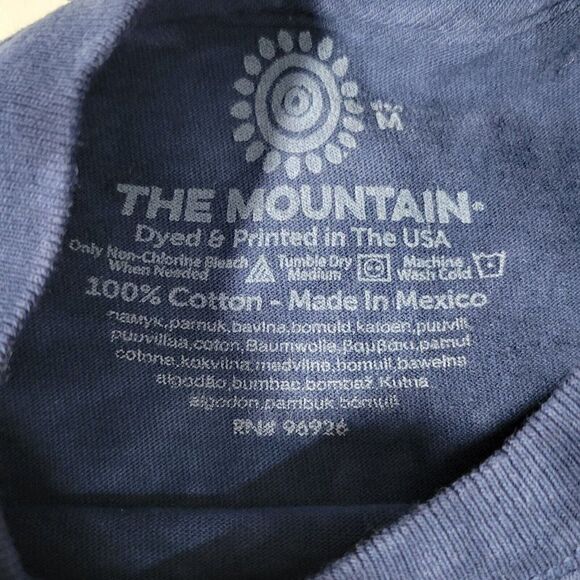 M
THE MOUNTAIN®
Dyed & Printed in The USA
Only Non-Chlorine Bleach When Needed
Tumble Dry Medium
Machine Wash Cold
100% Cotton - Made In Mexico
памук,pamuk,bavlna,bomuld,katoen,puuvill,
puuvillaa,coton,Baumwolle,βαμβάκι,pamut
cotone,kokvilna,medvilne,bomull,bawełna
algodão,bumbac,bombaž,Kutna
algodon,pambuk,bómull
RN# 96926